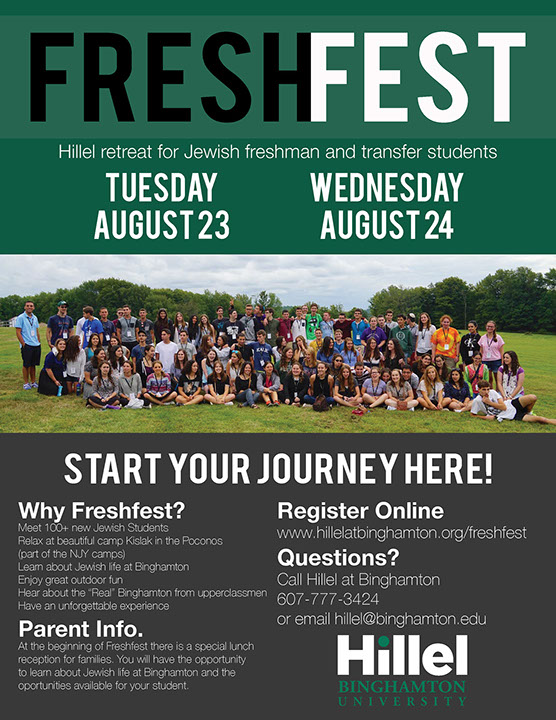 FRESHFEST
Hillel retreat for Jewish freshman and transfer students
TUESDAY
AUGUST 23
WEDNESDAY
AUGUST 24
START YOUR JOURNEY HERE!
Why Freshfest?
Meet 100+ new Jewish Students
Relax at beautiful camp Kislak in the Poconos
(part of the NJY camps)
Learn about Jewish life at Binghamton
Enjoy great outdoor fun
Hear about the “Real” Binghamton from upperclassmen
Have an unforgettable experience
Parent Info.
At the beginning of Freshfest there is a special lunch
reception for families. You will have the opportunity
to learn about Jewish life at Binghamton and the
oportunities available for your student.
Register Online
www.hillelatbinghamton.org/freshfest
Questions?
Call Hillel at Binghamton
607-777-3424
or email hillel@binghamton.edu
Hillel
BINGHAMTON
UNIVERSITY